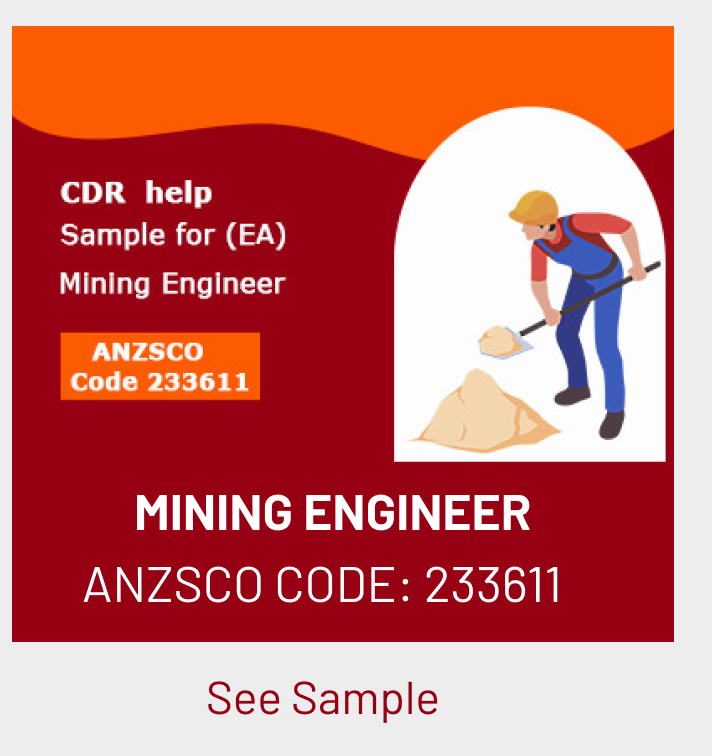 CDR help
Sample for (EA)
Mining Engineer
ANZSCO
Code 233611
MINING ENGINEER
ANZSCO CODE: 233611
See Sample